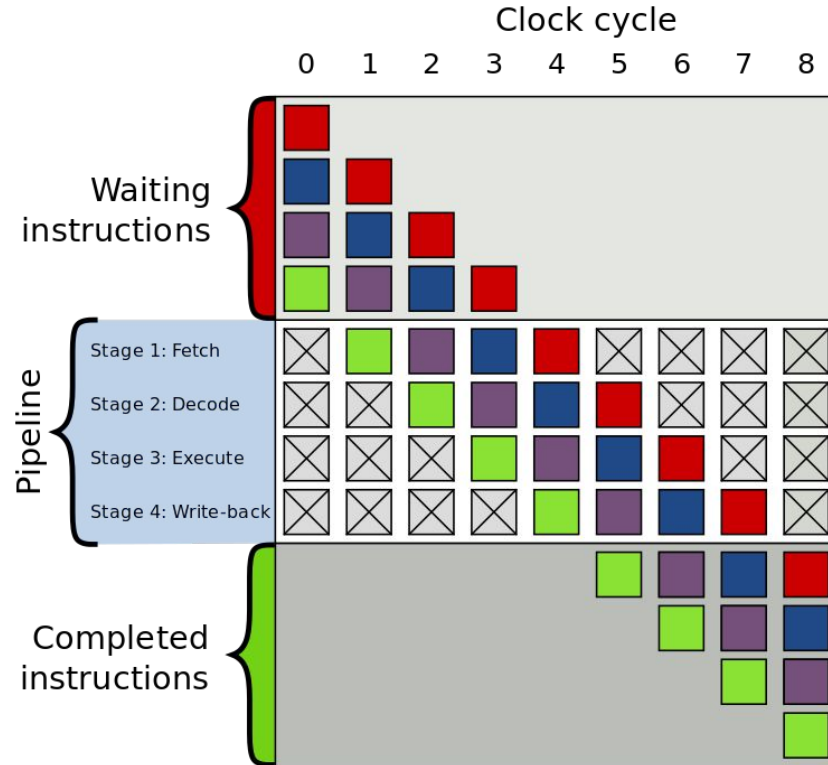 Clock cycle
0 1 2 3 4 5 6 7 8
Waiting
instructions
Pipeline
Stage 1: Fetch
Stage 2: Decode
Stage 3: Execute
Stage 4: Write-back
Completed
instructions